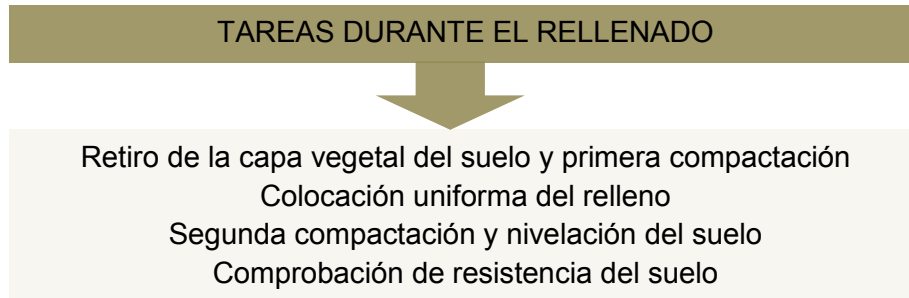 TAREAS DURANTE EL RELLENADO
Retiro de la capa vegetal del suelo y primera compactación
Colocación uniforma del relleno
Segunda compactación y nivelación del suelo
Comprobación de resistencia del suelo